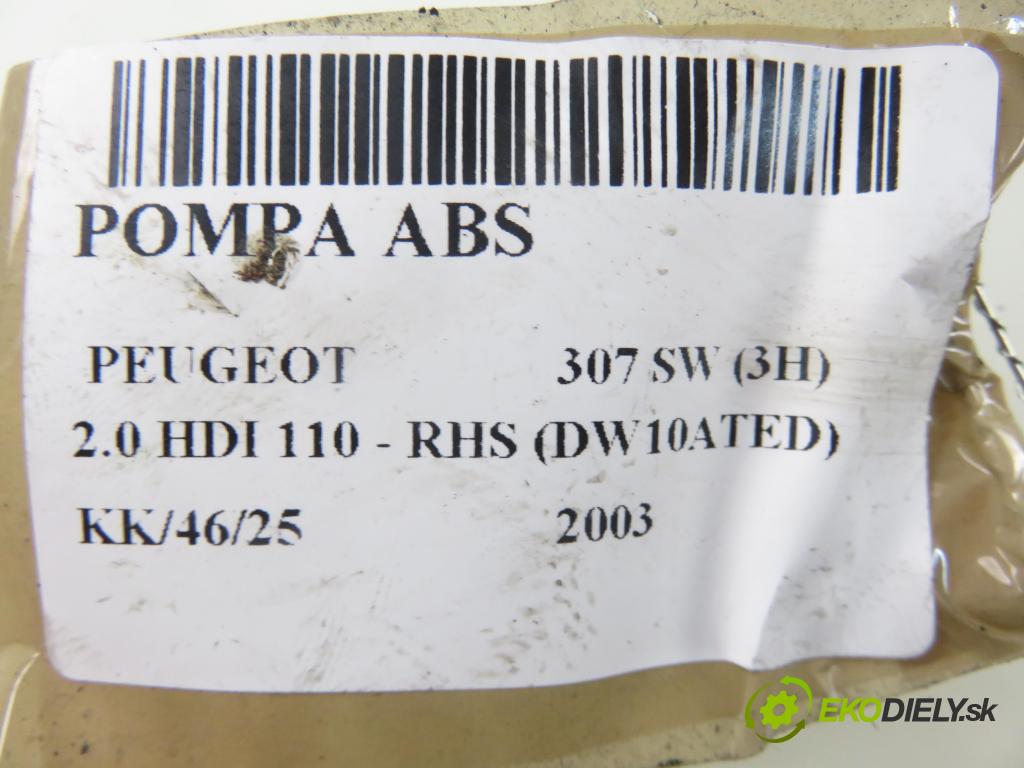 POMPA ABS
PEUGEOT 307 SW (3H)
2.0 HDI 110 - RHS (DW10ATED)
KK/46/25 2003
EKODIELY.sk